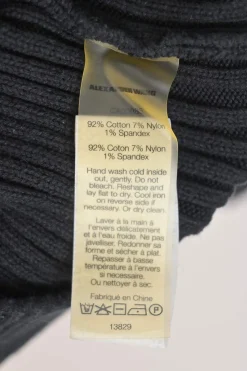 ALEXANDER WANG
92% Cotton 7% Nylon
1% Spandex
92% Coton 7% Nylon
1% Spandex
Hand wash cold inside
out, gently. Do not
bleach. Reshape and
lay flat to dry. Cool iron
on reverse side if
necessary. Or dry clean.
Laver à la main à
l'envers délicatement
et à l'eau froide. Ne pas
javelliser. Redonner sa
forme et sécher à plat.
Repasser à basse
température à l'envers
si nécessaire. Ou
nettoyer à sec.
Fabriqué en Chine
13829